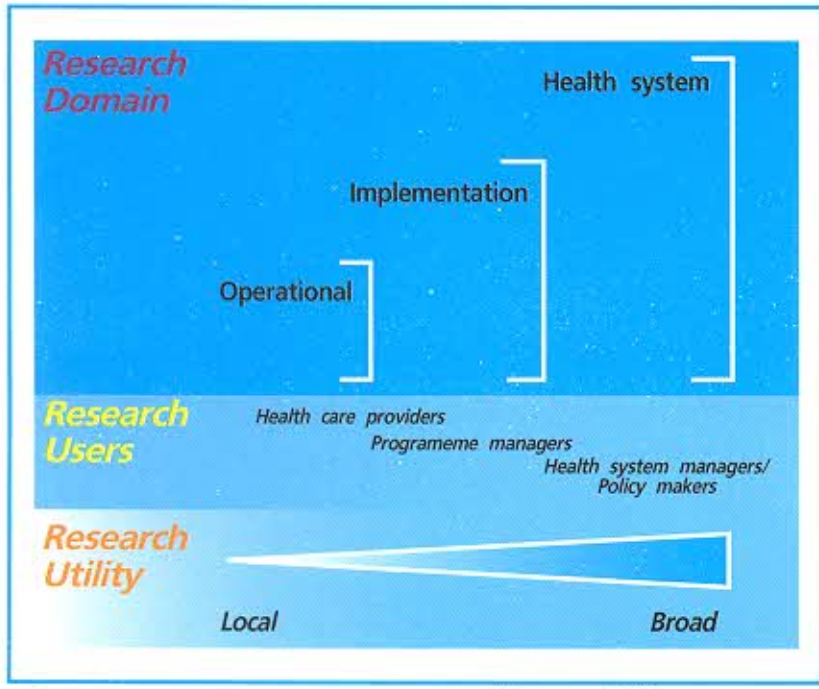 Research
Domain
Health system
Implementation
Operational
Research
Users
Health care providers
Programeme managers
Health system managers/
Policy makers
Research
Utility
Local
Broad